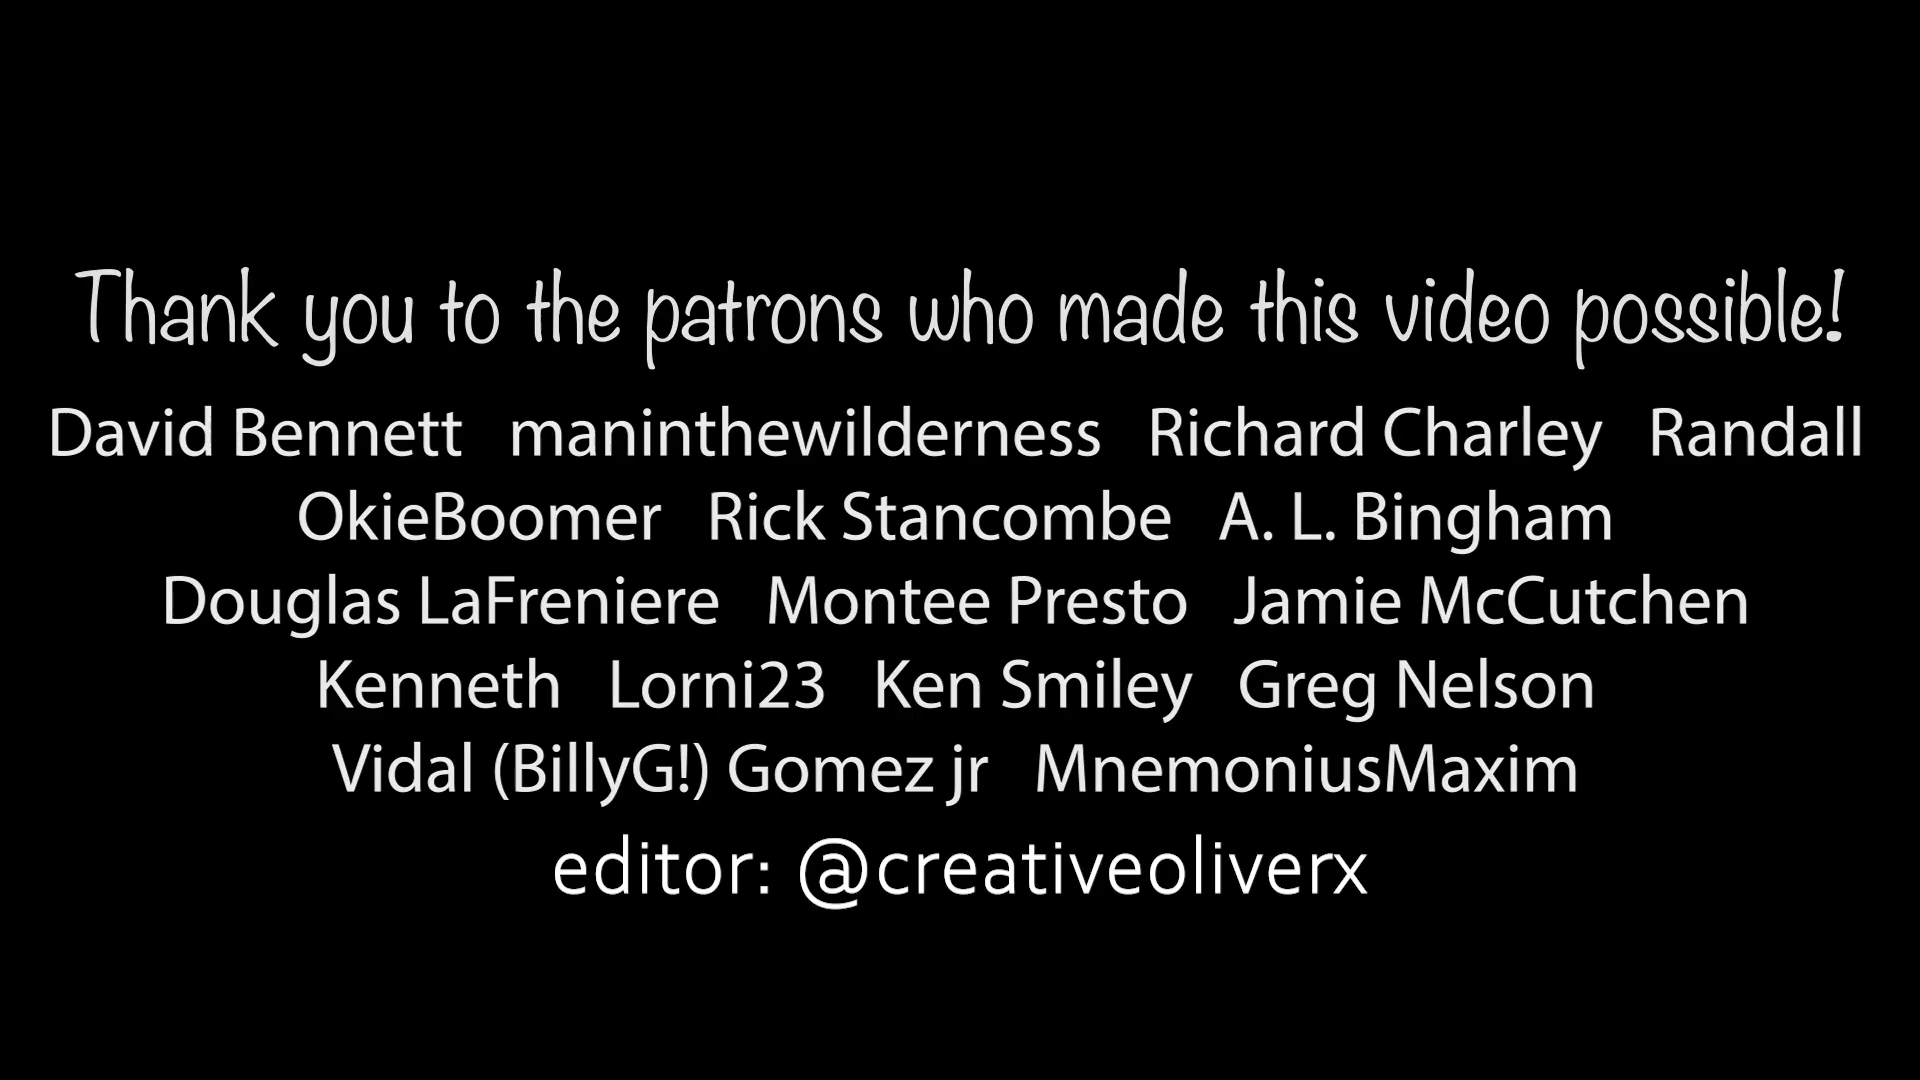 Thank you to the patrons who made this video possible!
David Bennett   maninthewilderness   Richard Charley   Randall
OkieBoomer   Rick Stancombe   A. L. Bingham
Douglas LaFreniere   Montee Presto   Jamie McCutchen
Kenneth   Lorni23   Ken Smiley   Greg Nelson
Vidal (BillyG!) Gomez jr   MnemoniusMaxim
editor: @creativeoliverx